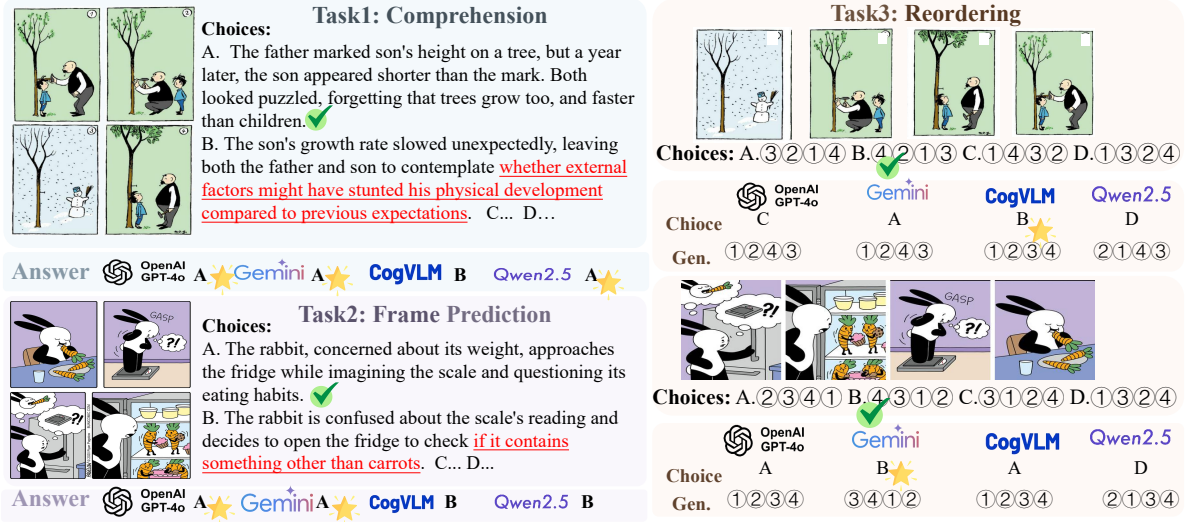 Task1: Comprehension
Choices:
A. The father marked son's height on a tree, but a year
later, the son appeared shorter than the mark. Both
looked puzzled, forgetting that trees grow too, and faster
than children.
B. The son's growth rate slowed unexpectedly, leaving
both the father and son to contemplate whether external
factors might have stunted his physical development
compared to previous expectations. C... D…
Answer OpenAI GPT-4o A Gemini A CogVLM B Qwen2.5 A
Task2: Frame Prediction
GASP
?!
Choices:
A. The rabbit, concerned about its weight, approaches
the fridge while imagining the scale and questioning its
eating habits.
B. The rabbit is confused about the scale's reading and
decides to open the fridge to check if it contains
something other than carrots. C... D...
?!
Answer OpenAI GPT-4o A Gemini A CogVLM B Qwen2.5 B
Task3: Reordering
Choices: A.③②①④ B.④②①③ C.①④③② D.①③②④
OpenAI GPT-4o Gemini CogVLM Qwen2.5
Chioce C A B D
Gen. ①②④③ ①②④③ ①②③④ ②①④③
?!
GASP
?!
Choices: A.②③④① B.④③①② C.③①②④ D.①③②④
OpenAI GPT-4o Gemini CogVLM Qwen2.5
Choice A B A D
Gen. ①②③④ ③④①② ①②③④ ②①③④